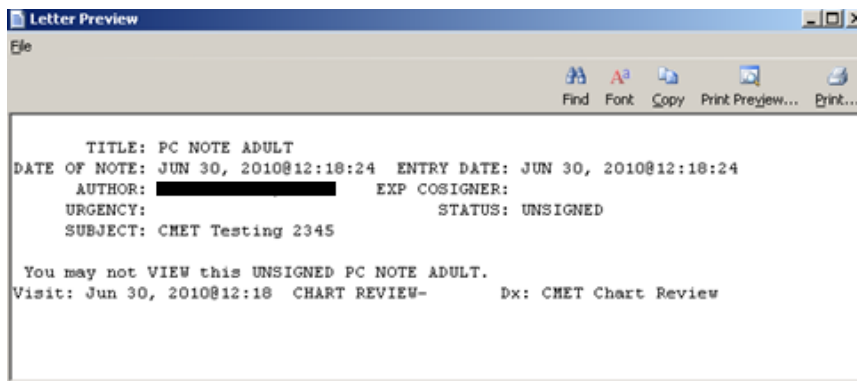 Letter Preview
File
Find Font Copy Print Preview... Print...
TITLE: PC NOTE ADULT
DATE OF NOTE: JUN 30, 2010@12:18:24 ENTRY DATE: JUN 30, 2010@12:18:24
AUTHOR: EXP COSIGNER:
URGENCY: STATUS: UNSIGNED
SUBJECT: CMET Testing 2345
You may not VIEW this UNSIGNED PC NOTE ADULT.
Visit: Jun 30, 2010@12:18 CHART REVIEW- Dx: CMET Chart Review